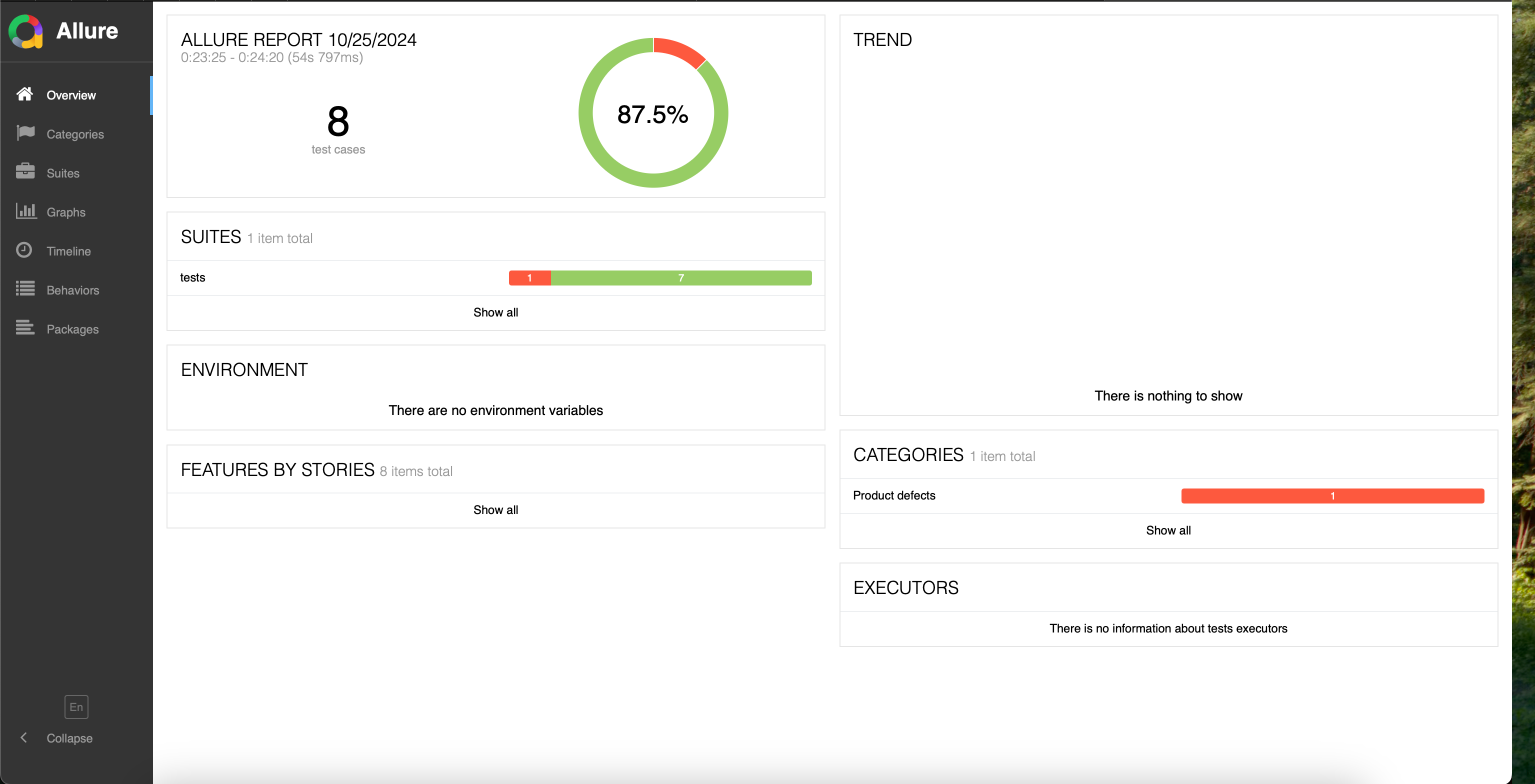 Allure
Overview
Categories
Suites
Graphs
Timeline
Behaviors
Packages
En
Collapse
ALLURE REPORT 10/25/2024
0:23:25 - 0:24:20 (54s 797ms)
8
test cases
87.5%
SUITES 1 item total
tests 1 7
Show all
ENVIRONMENT
There are no environment variables
FEATURES BY STORIES 8 items total
Show all
TREND
There is nothing to show
CATEGORIES 1 item total
Product defects 1
Show all
EXECUTORS
There is no information about tests executors